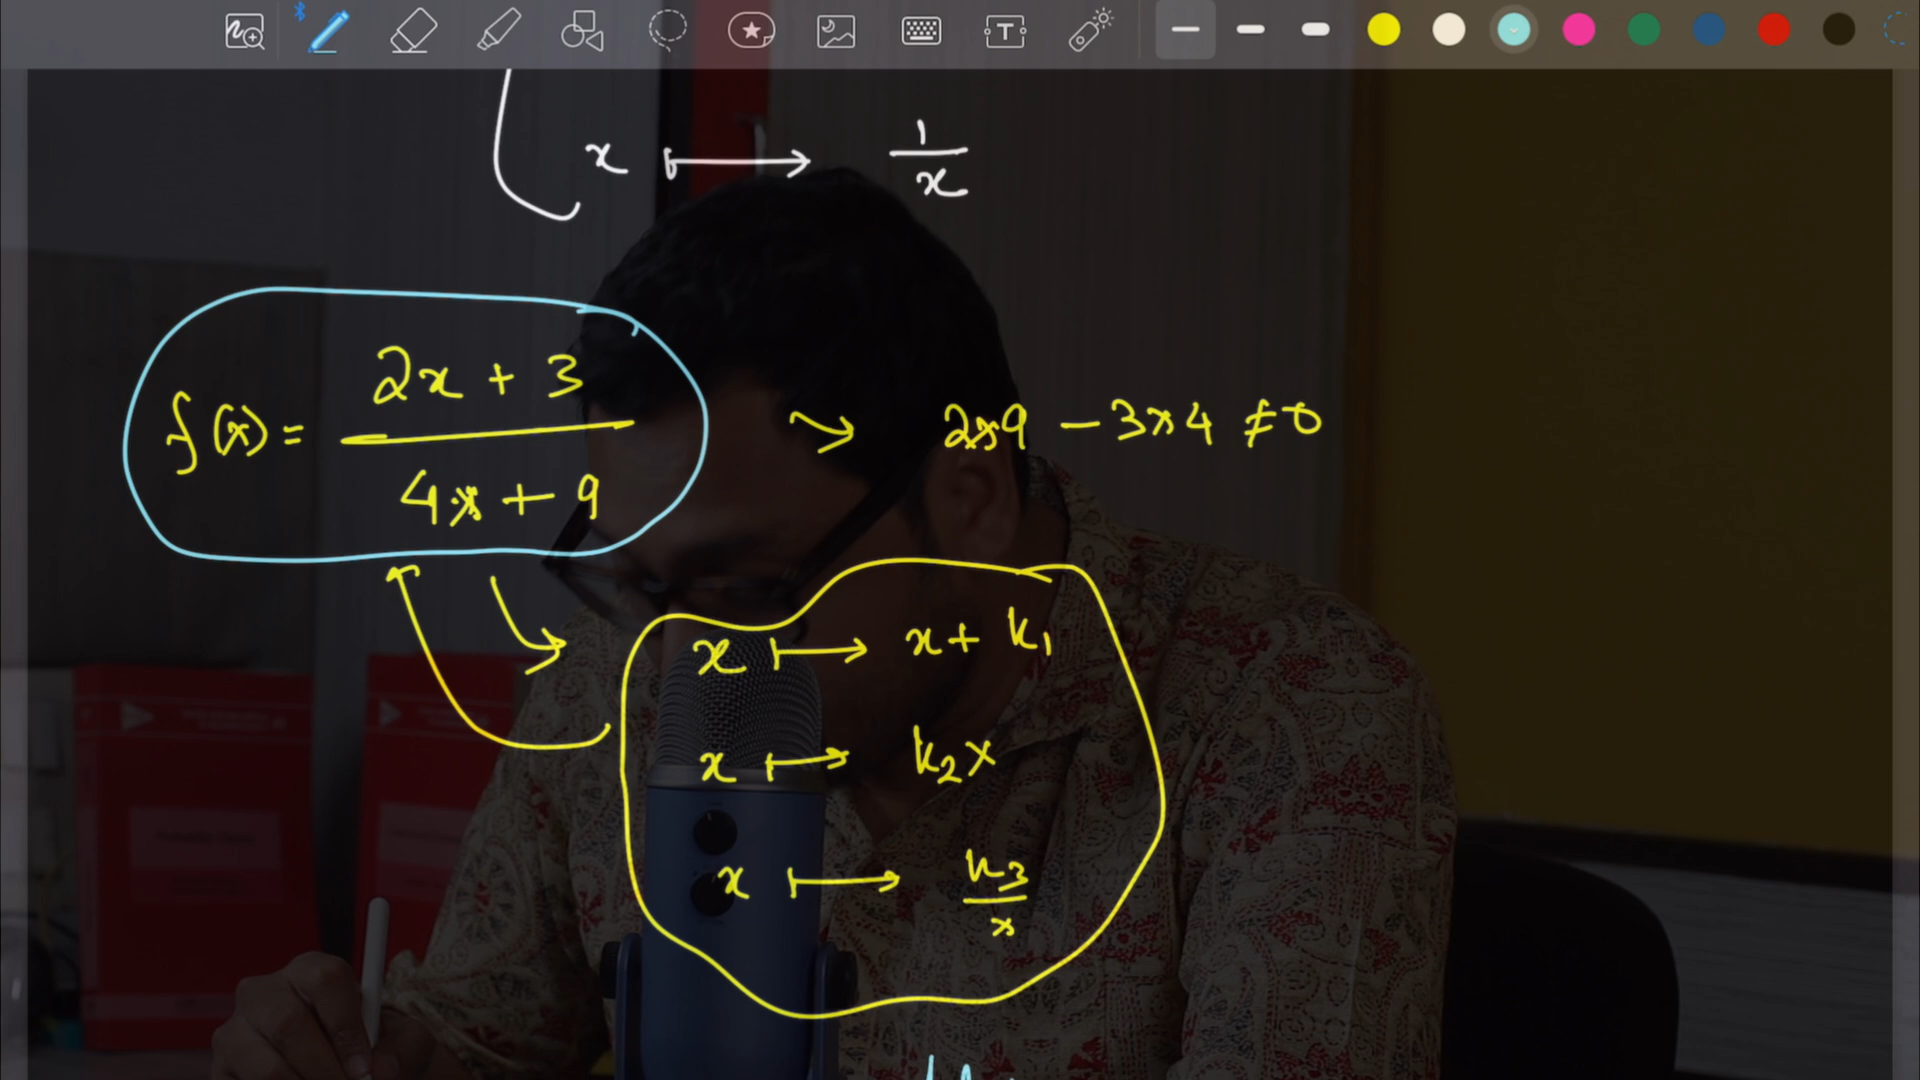 x ↦ 1/x
f(x) = (2x + 3)/(4x + 9) → 2×9 − 3×4 ≠ 0
x ↦ x + k₁
x ↦ k₂x
x ↦ k₃/x